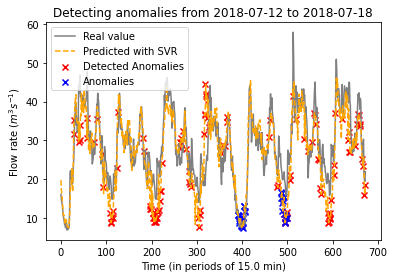 Detecting anomalies from 2018-07-12 to 2018-07-18
Real value
Predicted with SVR
Detected Anomalies
Anomalies
60
50
40
30
20
10
Flow rate (m³s⁻¹)
0 100 200 300 400 500 600 700
Time (in periods of 15.0 min)